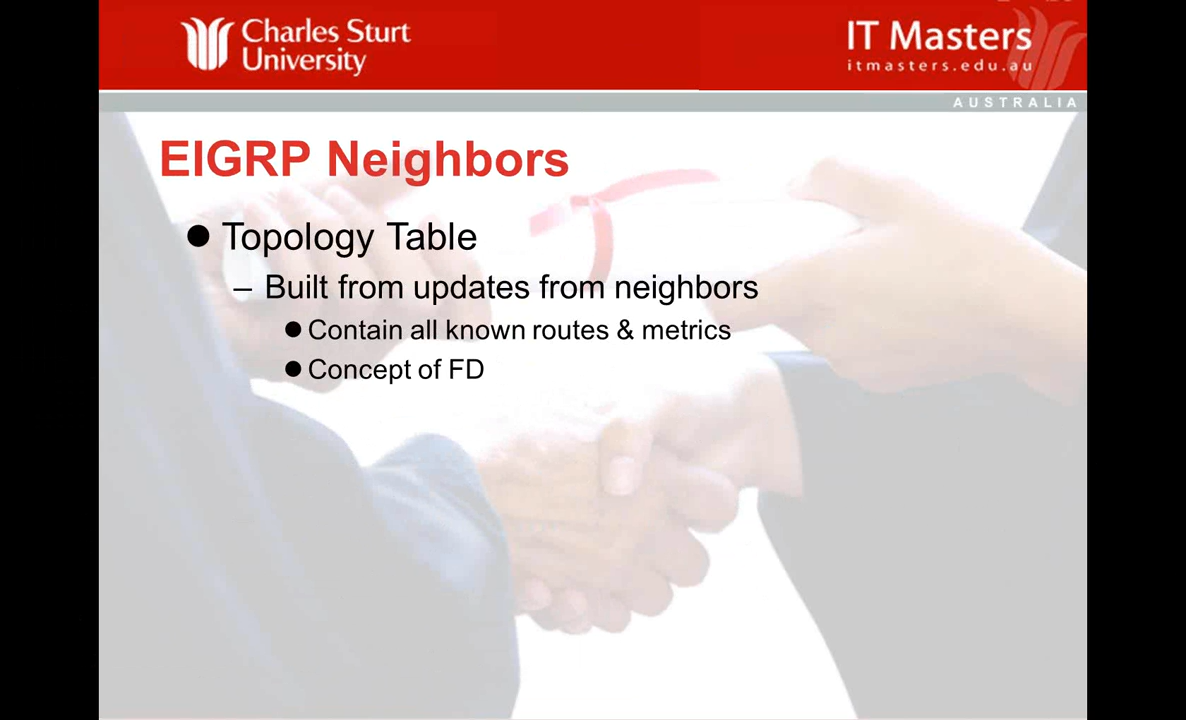 Charles Sturt
University
IT Masters
itmasters.edu.au
AUSTRALIA
EIGRP Neighbors
● Topology Table
– Built from updates from neighbors
● Contain all known routes & metrics
● Concept of FD